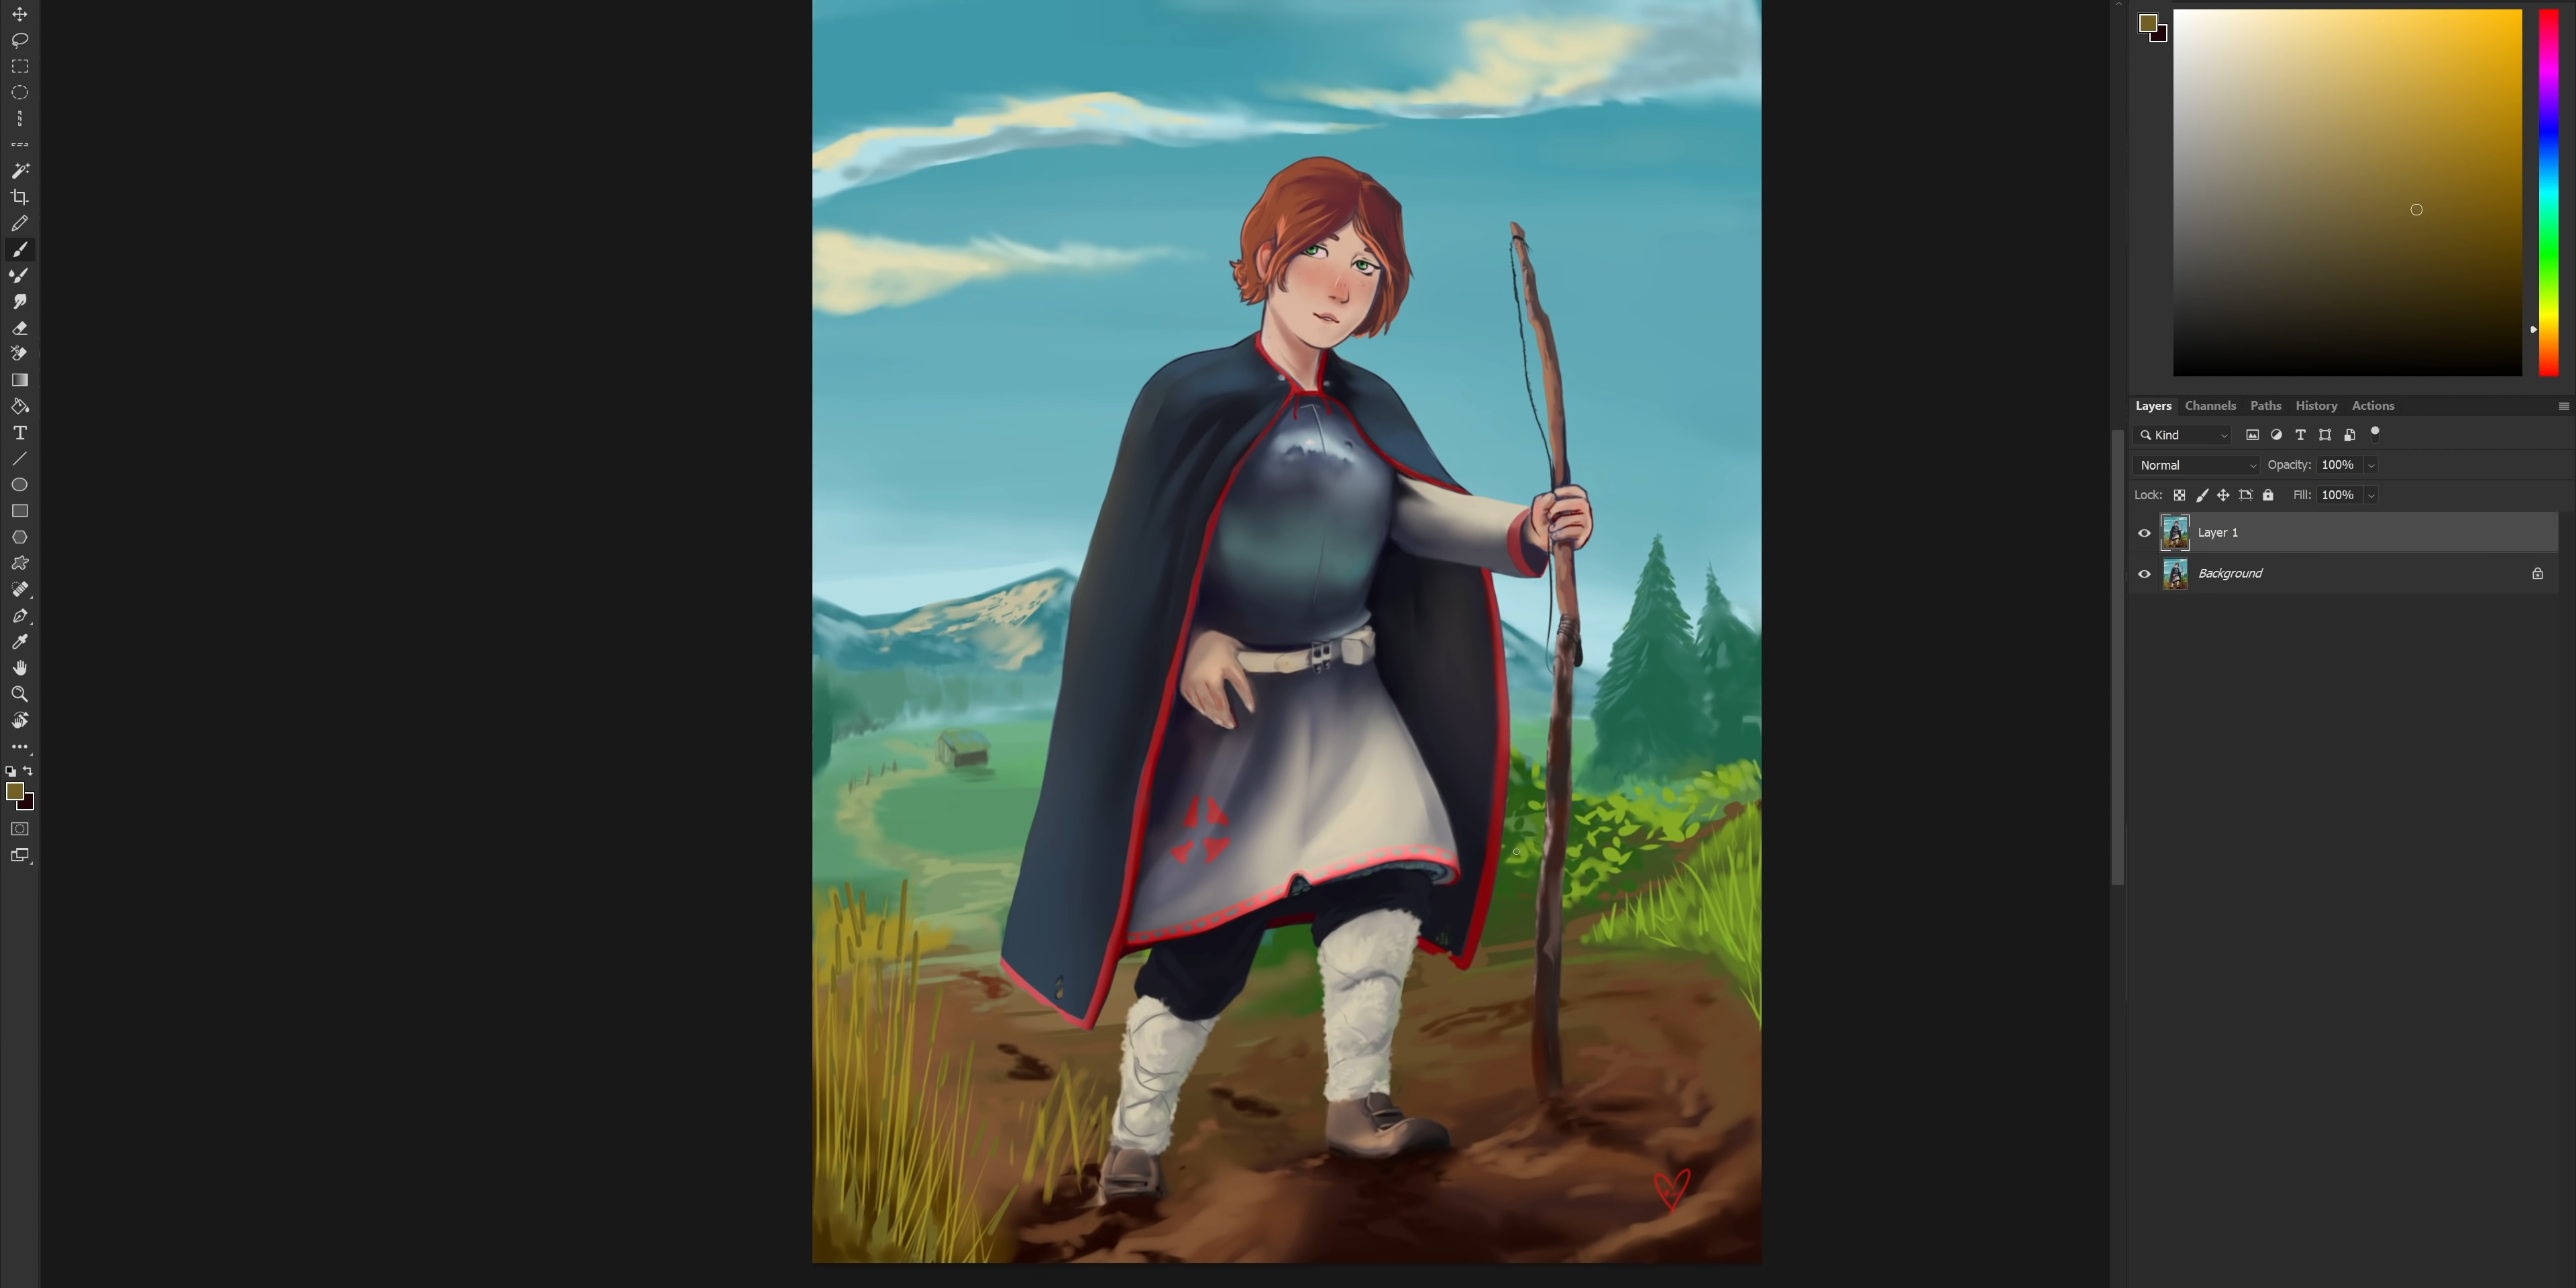 Layers Channels Paths History Actions
Kind
Normal Opacity: 100%
Lock: Fill: 100%
Layer 1
Background